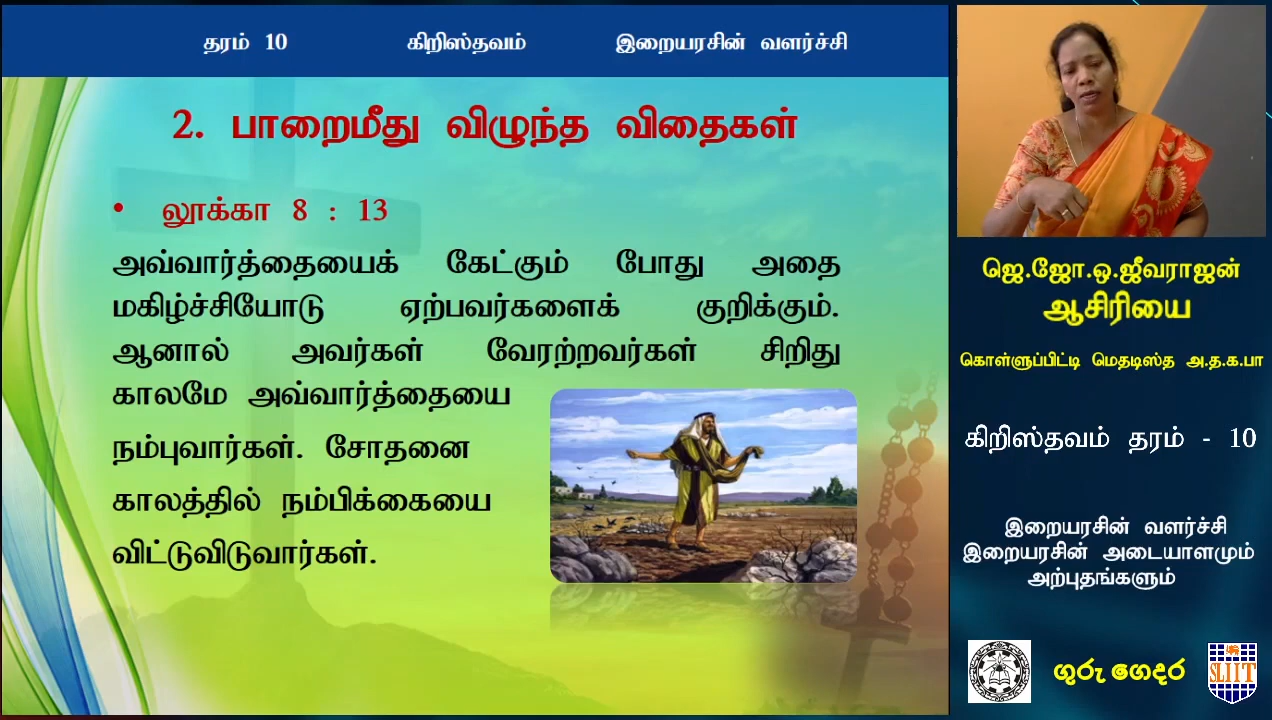 தரம் 10 கிறிஸ்தவம் இறையரசின் வளர்ச்சி
2. பாறைமீது விழுந்த விதைகள்
• லூக்கா 8 : 13
அவ்வார்த்தையைக் கேட்கும் போது அதை
மகிழ்ச்சியோடு ஏற்பவர்களைக் குறிக்கும்.
ஆனால் அவர்கள் வேரற்றவர்கள் சிறிது
காலமே அவ்வார்த்தையை
நம்புவார்கள். சோதனை
காலத்தில் நம்பிக்கையை
விட்டுவிடுவார்கள்.
ஜெ.ஜோ.ஒ.ஜீவராஜன்
ஆசிரியை
கொள்ளுப்பிட்டி மெதடிஸ்த அ.த.க.பா
கிறிஸ்தவம் தரம் - 10
இறையரசின் வளர்ச்சி
இறையரசின் அடையாளமும்
அற்புதங்களும்
ගුරු ගෙදර
SLIIT